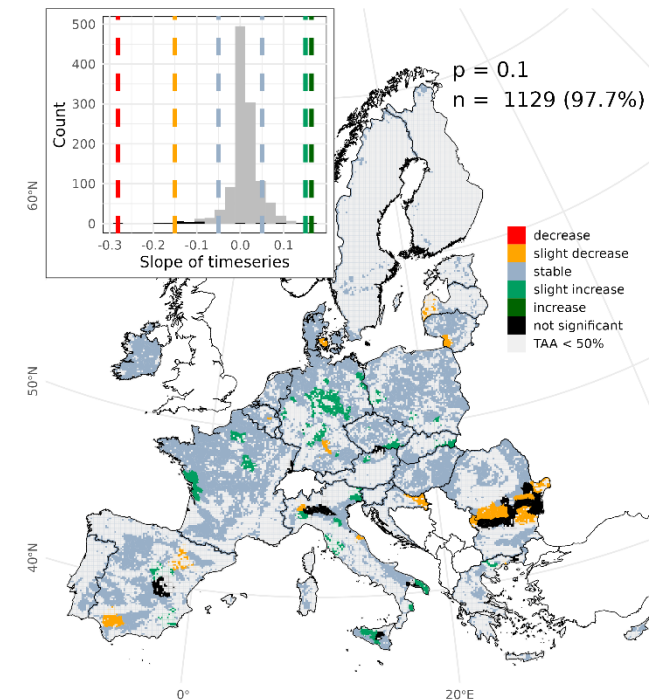 500
400
300
200
100
0
Count
-0.3
-0.2
-0.1
0.0
0.1
Slope of timeseries
p = 0.1
n = 1129 (97.7%)
60°N
50°N
40°N
decrease
slight decrease
stable
slight increase
increase
not significant
TAA < 50%
0°
20°E